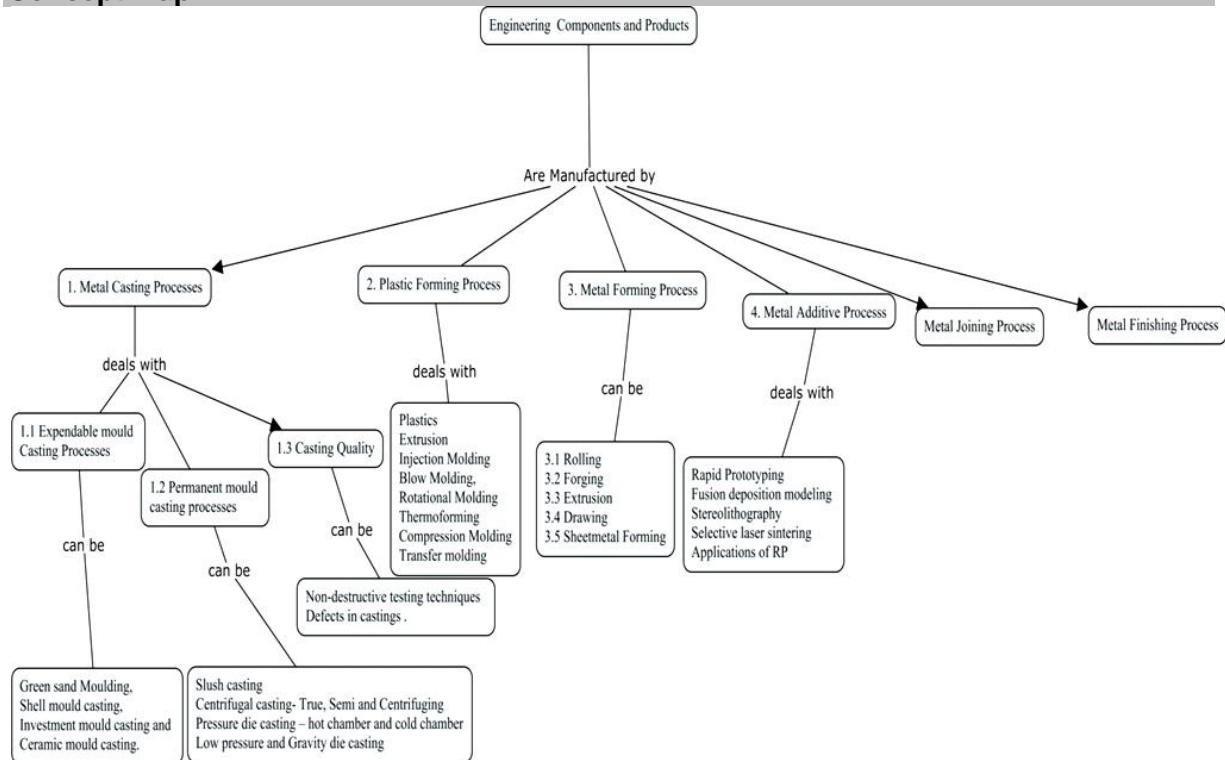 Engineering Components and Products
Are Manufactured by
1. Metal Casting Processes
2. Plastic Forming Process
3. Metal Forming Process
4. Metal Additive Processs
Metal Joining Process
Metal Finishing Process
deals with
deals with
can be
deals with
1.1 Expendable mould
Casting Processes
1.2 Permanent mould
casting processes
1.3 Casting Quality
Plastics
Extrusion
Injection Molding
Blow Molding,
Rotational Molding
Thermoforming
Compression Molding
Transfer molding
3.1 Rolling
3.2 Forging
3.3 Extrusion
3.4 Drawing
3.5 Sheetmetal Forming
Rapid Prototyping
Fusion deposition modeling
Stereolithography
Selective laser sintering
Applications of RP
can be
can be
can be
Non-destructive testing techniques
Defects in castings .
Green sand Moulding,
Shell mould casting,
Investment mould casting and
Ceramic mould casting.
Slush casting
Centrifugal casting- True, Semi and Centrifuging
Pressure die casting – hot chamber and cold chamber
Low pressure and Gravity die casting